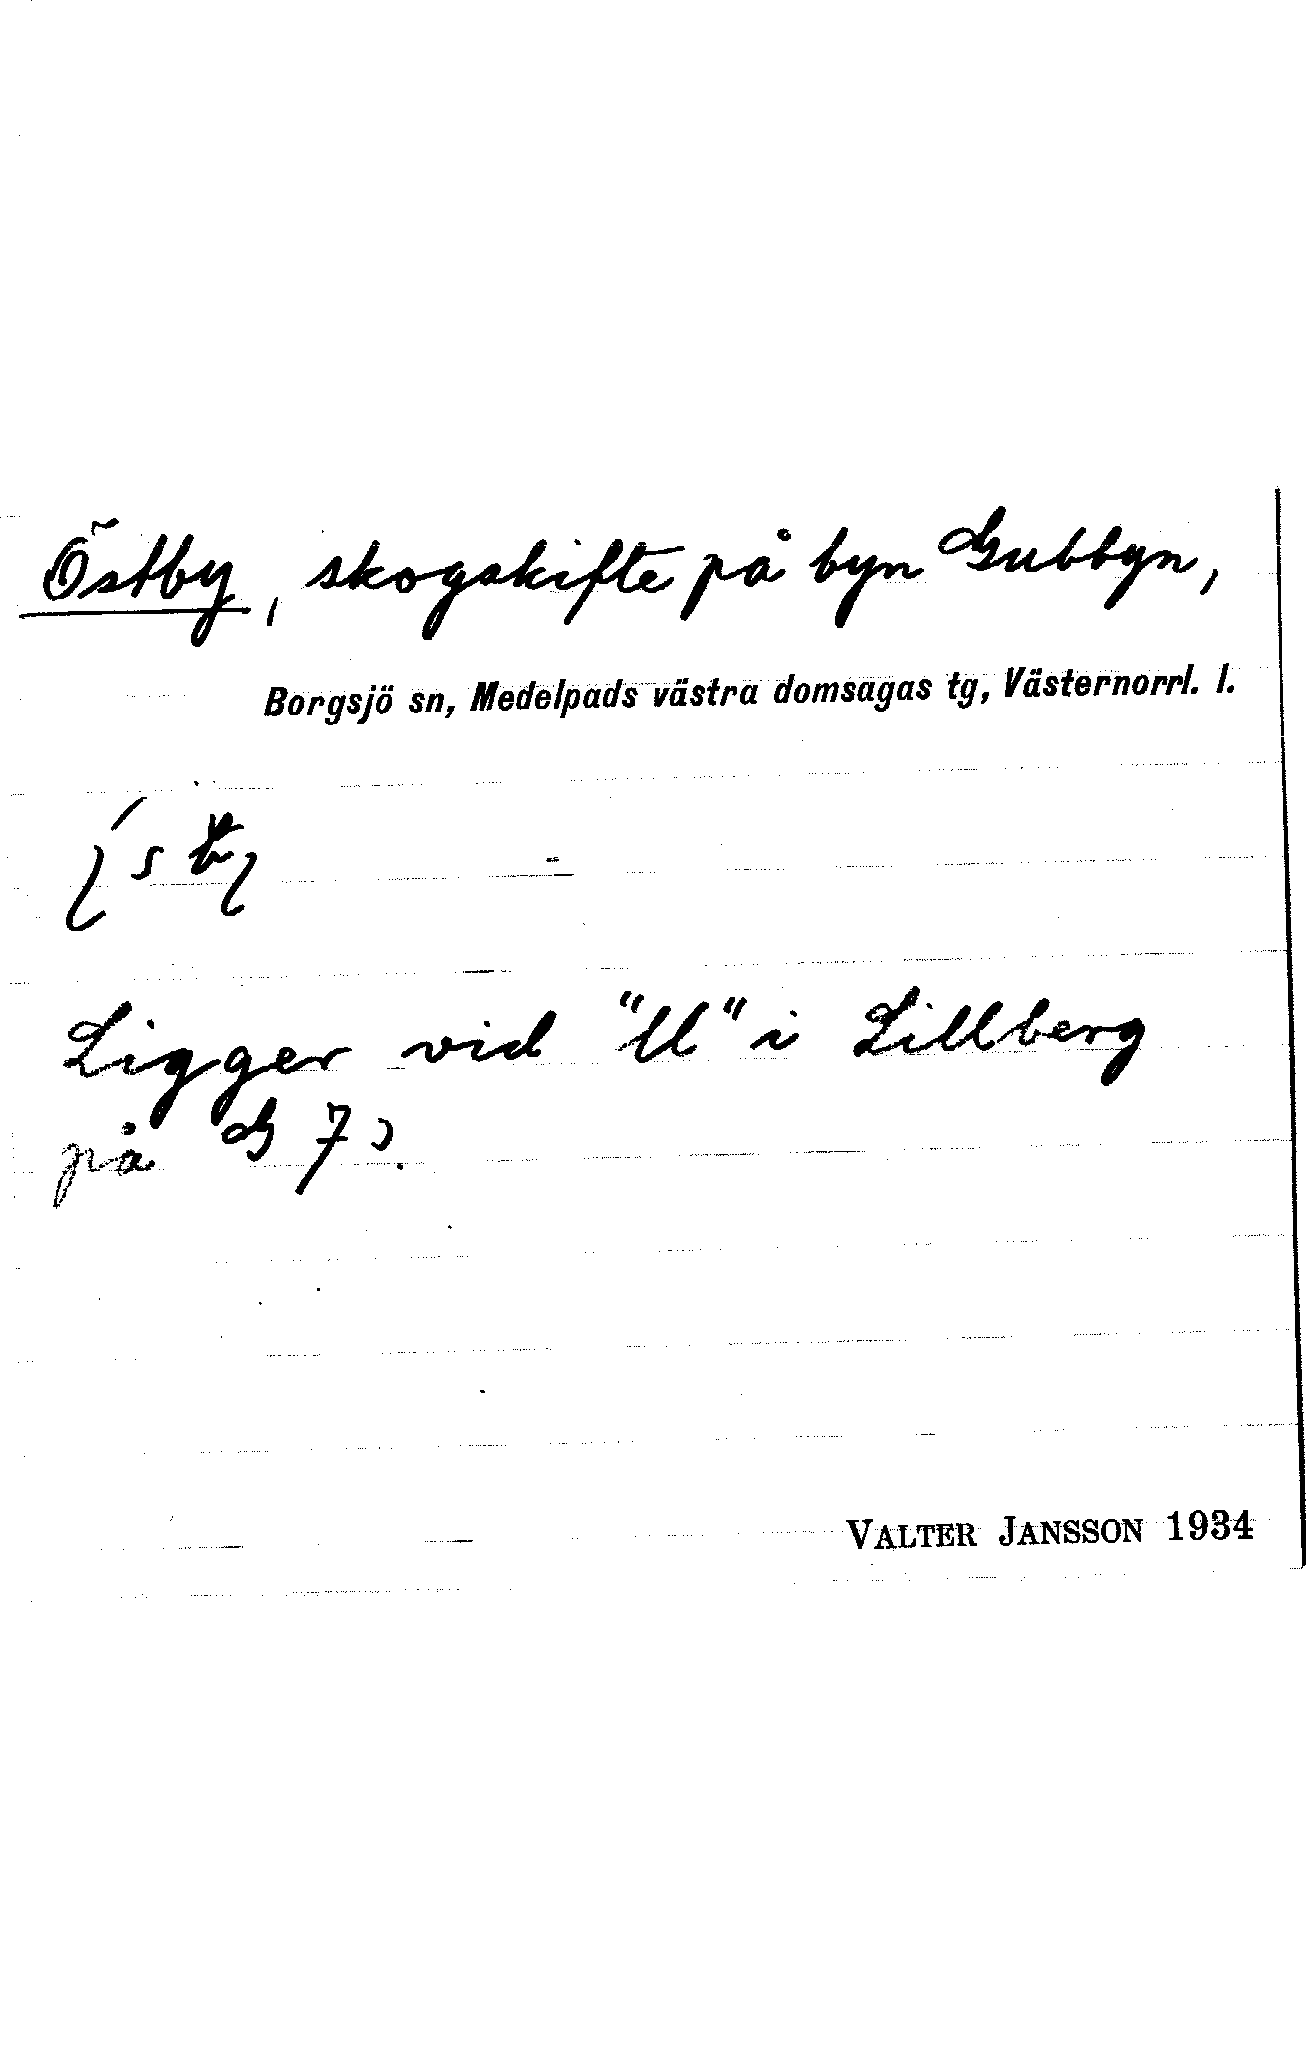 Östby, skogskifte på byn Gubbyn,
Borgsjö sn, Medelpads västra domsagas tg, Västernorrl. l.
Ligger vid "ll" i Lillberg
på G 7
VALTER JANSSON 1934